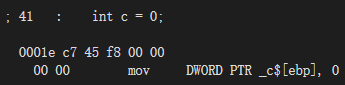 ; 41   :     int c = 0;
0001e c7 45 f8 00 00
00 00 mov DWORD PTR _c$[ebp], 0